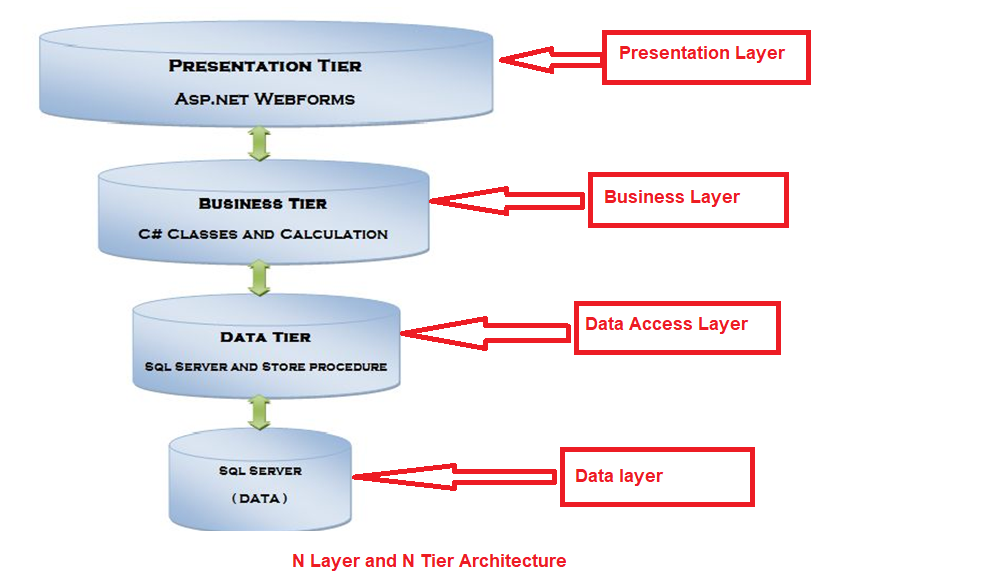 PRESENTATION TIER
ASP.NET WEBFORMS
Presentation Layer
BUSINESS TIER
C# CLASSES AND CALCULATION
Business Layer
DATA TIER
SQL SERVER AND STORE PROCEDURE
Data Access Layer
SQL SERVER
( DATA )
Data layer
N Layer and N Tier Architecture